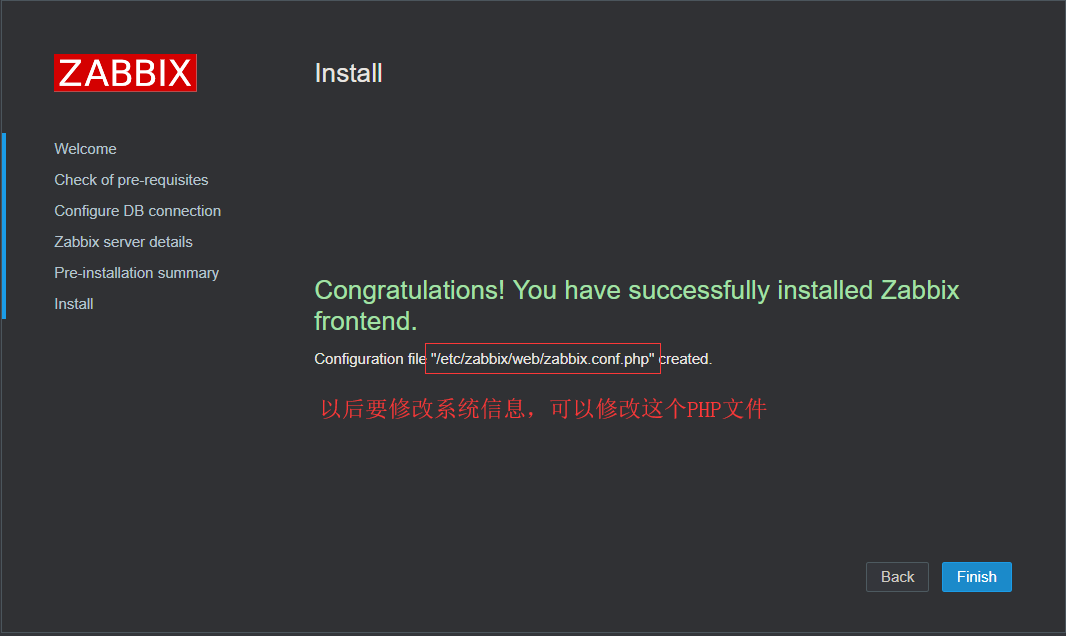 ZABBIX
Install
Welcome
Check of pre-requisites
Configure DB connection
Zabbix server details
Pre-installation summary
Install
Congratulations! You have successfully installed Zabbix
frontend.
Configuration file "/etc/zabbix/web/zabbix.conf.php" created.
以后要修改系统信息，可以修改这个PHP文件
Back
Finish